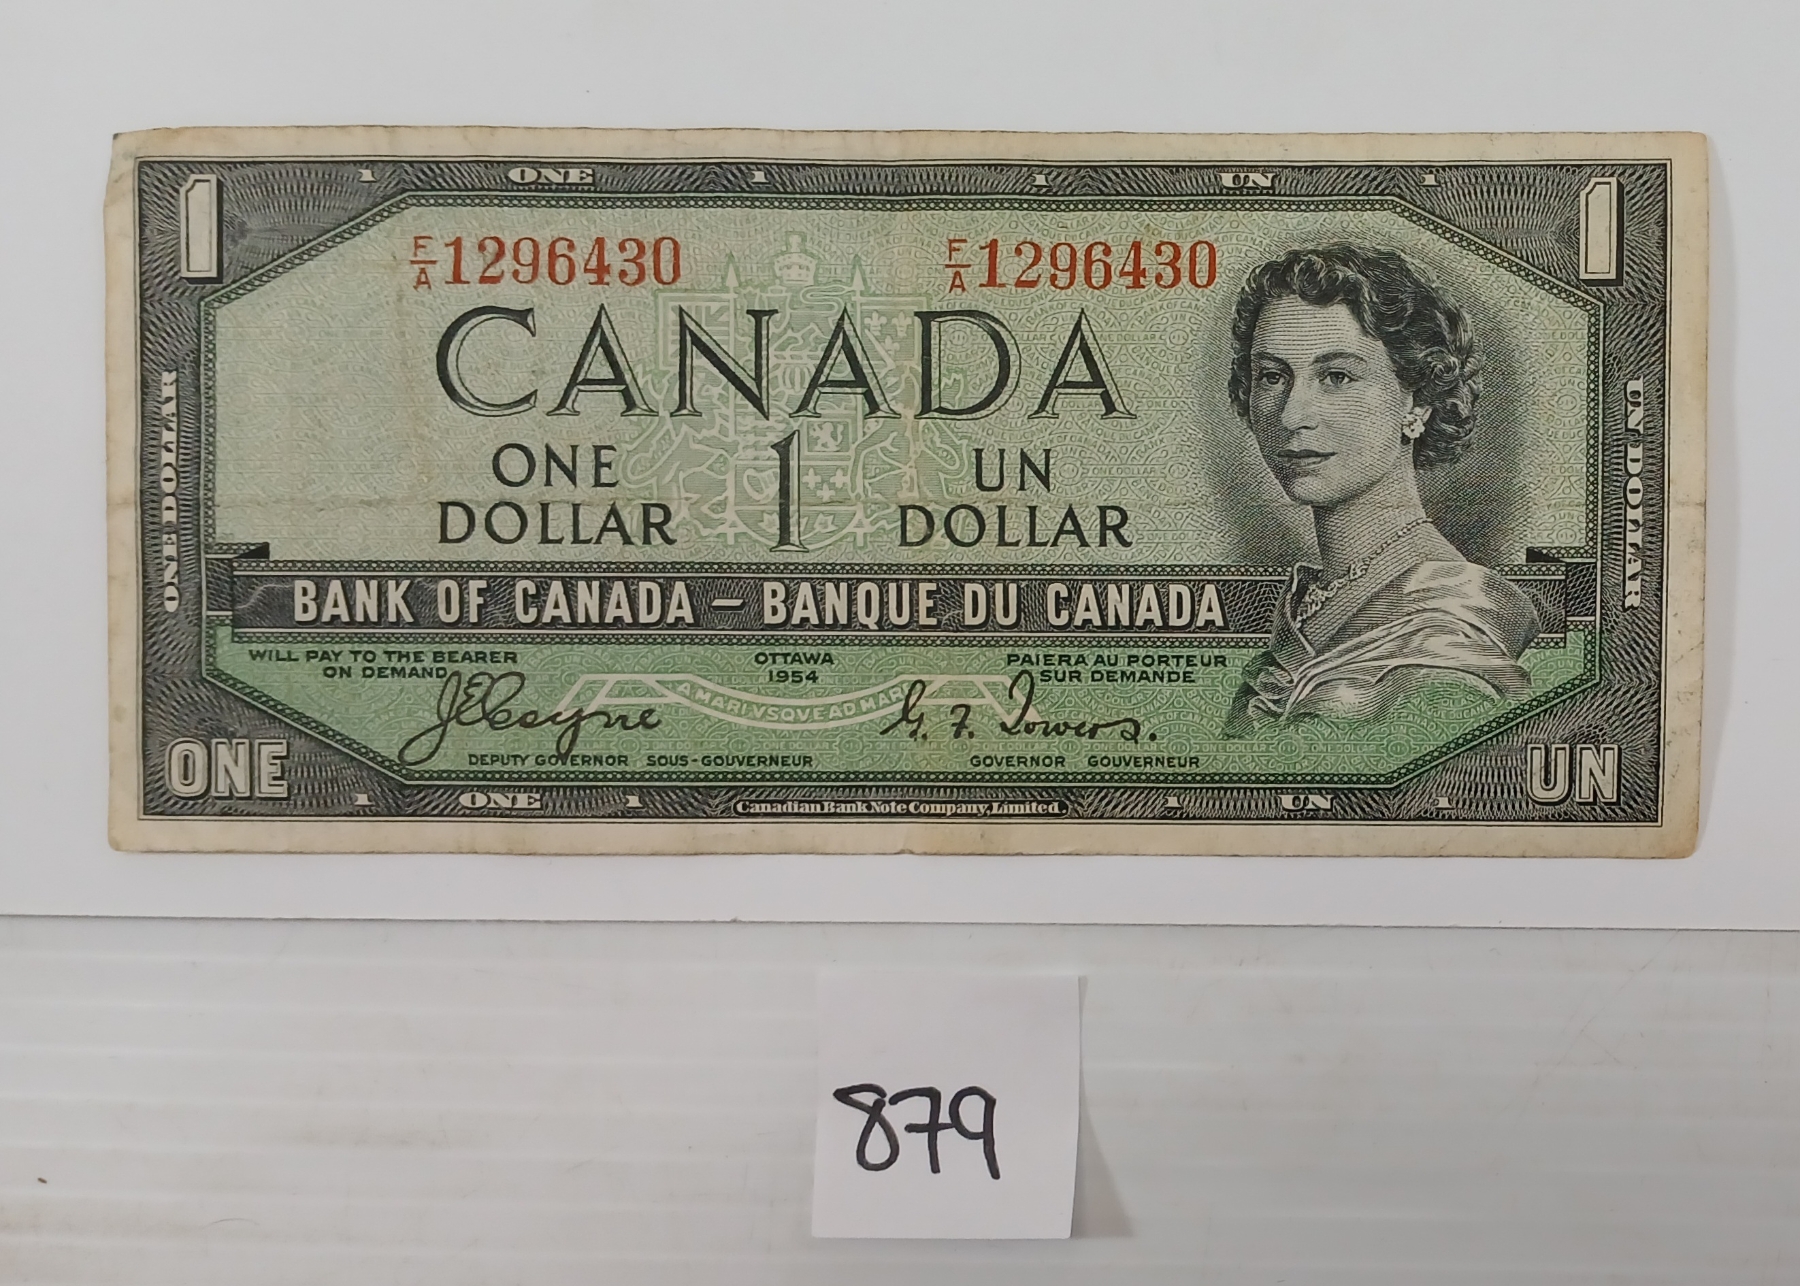 1 1 ONE 1 1 UN 1 1
F/A 1296430 F/A 1296430
CANADA
ONE DOLLAR
ONE 1 UN
DOLLAR DOLLAR
UN DOLLAR
BANK OF CANADA – BANQUE DU CANADA
WILL PAY TO THE BEARER OTTAWA PAIERA AU PORTEUR
ON DEMAND 1954 SUR DEMANDE
A MARI VSQVE AD MARE
J E Coyne G. F. Towers.
DEPUTY GOVERNOR SOUS-GOUVERNEUR GOVERNOR GOUVERNEUR
ONE UN
1 ONE 1 Canadian Bank Note Company, Limited. 1 UN 1
879